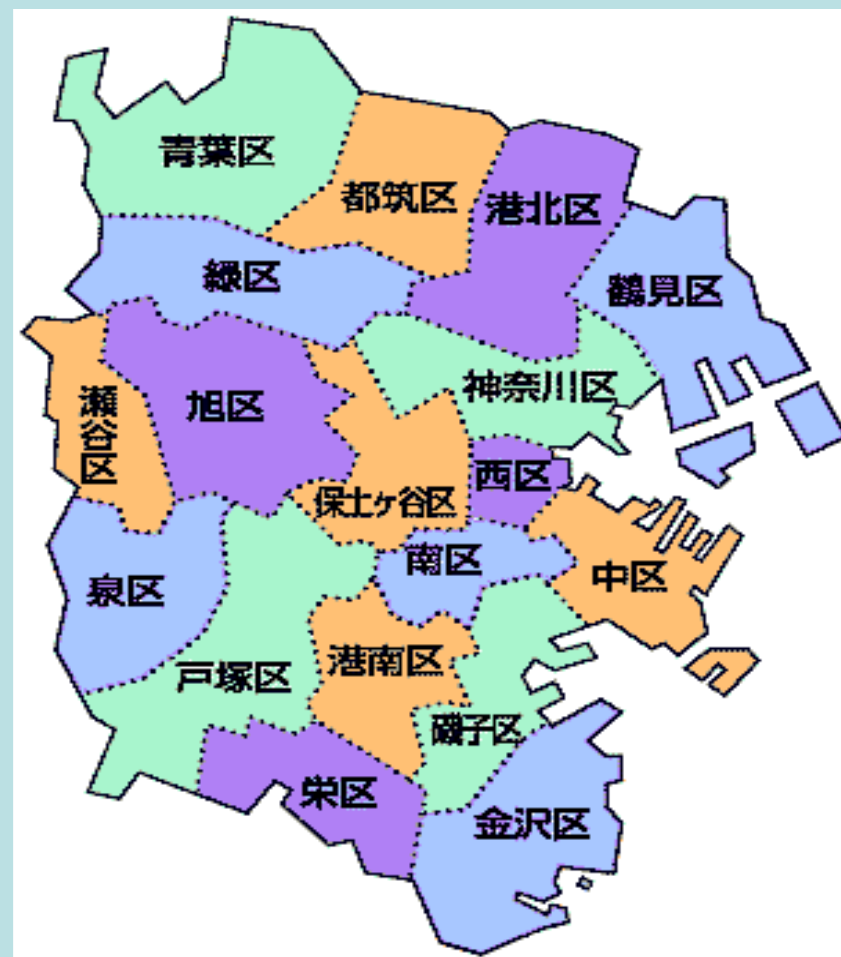 青葉区
都筑区
港北区
緑区
鶴見区
神奈川区
瀬谷区
旭区
西区
保土ヶ谷区
南区
中区
泉区
港南区
戸塚区
磯子区
栄区
金沢区